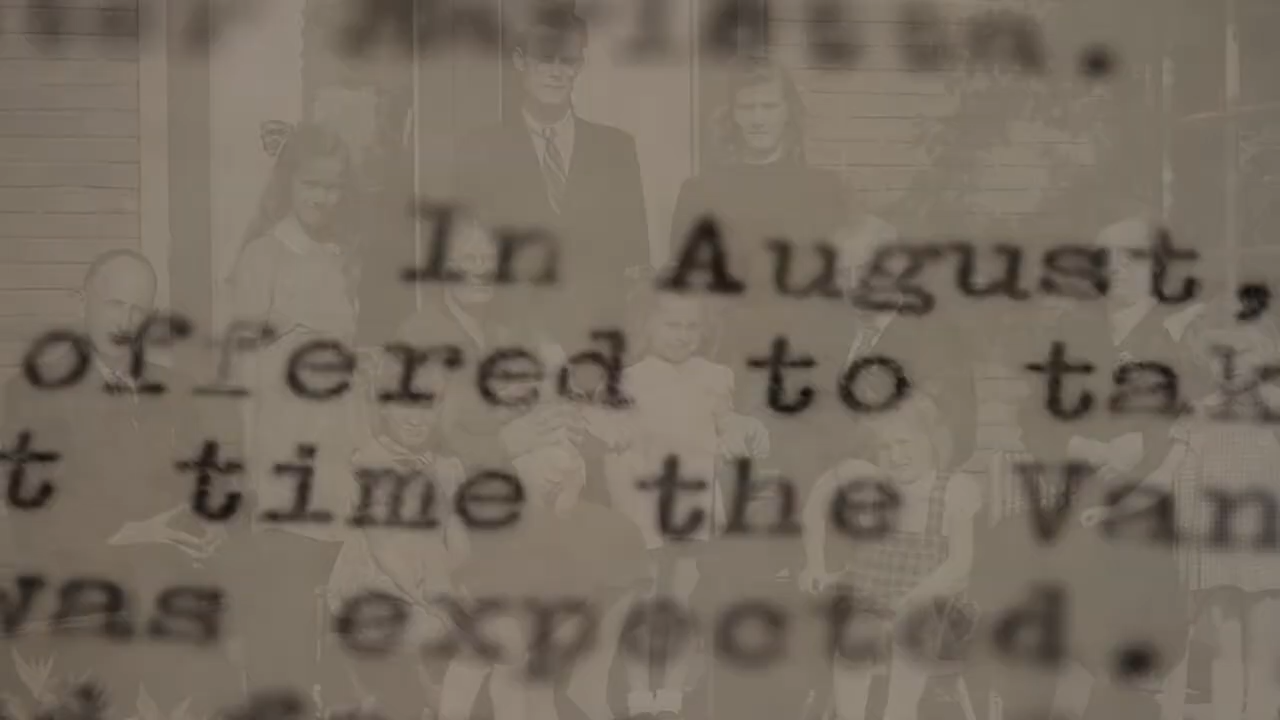 In August,
offered to tak
t time the Van
was expected.